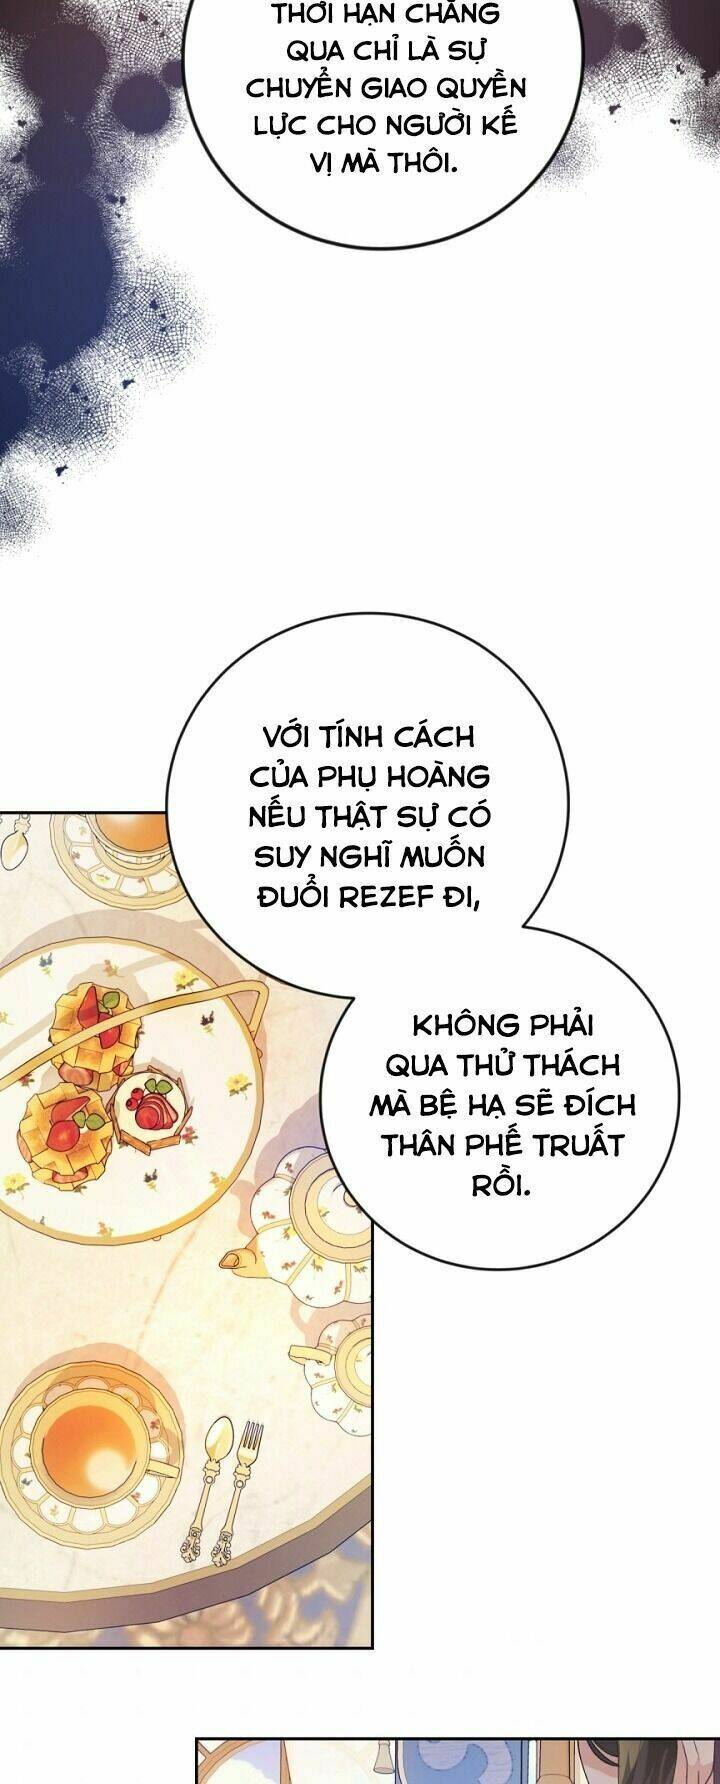 THỜI HẠN CHẲNG
QUA CHỈ LÀ SỰ
CHUYỂN GIAO QUYỀN
LỰC CHO NGƯỜI KẾ
VỊ MÀ THÔI.
VỚI TÍNH CÁCH
CỦA PHỤ HOÀNG
NẾU THẬT SỰ CÓ
SUY NGHĨ MUỐN
ĐUỔI REZEF ĐI,
KHÔNG PHẢI
QUA THỬ THÁCH
MÀ BỆ HẠ SẼ ĐÍCH
THÂN PHẾ TRUẤT
RỒI.